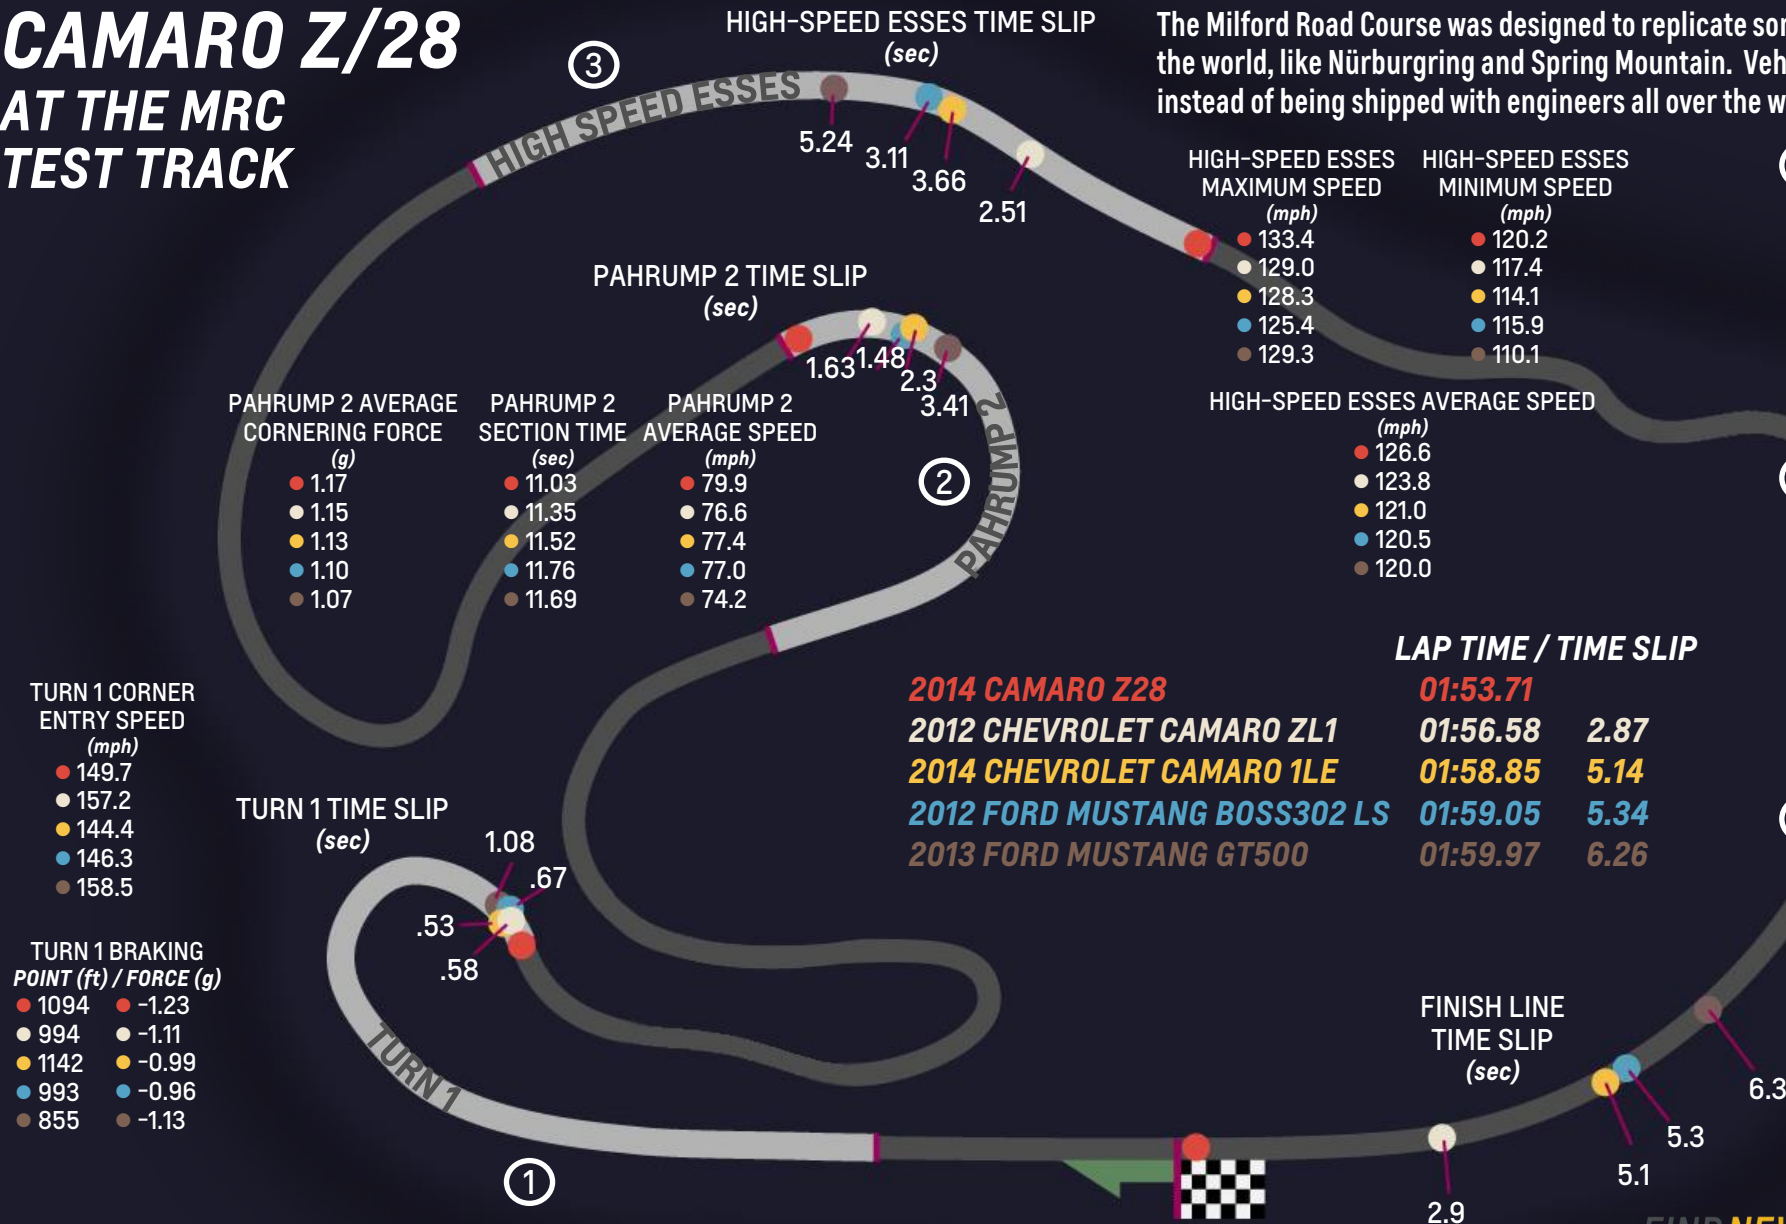 CAMARO Z/28
AT THE MRC
TEST TRACK
The Milford Road Course was designed to replicate
the world, like Nürburgring and Spring Mountain.
instead of being shipped with engineers all over the
3
HIGH-SPEED ESSES TIME SLIP
(sec)
HIGH SPEED ESSES
5.24
3.11
3.66
2.51
HIGH-SPEED ESSES
MAXIMUM SPEED
(mph)
133.4
129.0
128.3
125.4
129.3
HIGH-SPEED ESSES
MINIMUM SPEED
(mph)
120.2
117.4
114.1
115.9
110.1
HIGH-SPEED ESSES AVERAGE SPEED
(mph)
126.6
123.8
121.0
120.5
120.0
PAHRUMP 2 TIME SLIP
(sec)
1.63
1.48
2.3
3.41
PAHRUMP 2
2
PAHRUMP 2 AVERAGE
CORNERING FORCE
(g)
1.17
1.15
1.13
1.10
1.07
PAHRUMP 2
SECTION TIME
(sec)
11.03
11.35
11.52
11.76
11.69
PAHRUMP 2
AVERAGE SPEED
(mph)
79.9
76.6
77.4
77.0
74.2
LAP TIME / TIME SLIP
2014 CAMARO Z28 01:53.71
2012 CHEVROLET CAMARO ZL1 01:56.58 2.87
2014 CHEVROLET CAMARO 1LE 01:58.85 5.14
2012 FORD MUSTANG BOSS302 LS 01:59.05 5.34
2013 FORD MUSTANG GT500 01:59.97 6.26
TURN 1 CORNER
ENTRY SPEED
(mph)
149.7
157.2
144.4
146.3
158.5
TURN 1 TIME SLIP
(sec)
1.08
.67
.53
.58
TURN 1 BRAKING
POINT (ft) / FORCE (g)
1094 -1.23
994 -1.11
1142 -0.99
993 -0.96
855 -1.13
TURN 1
1
FINISH LINE
TIME SLIP
(sec)
6.3
5.3
5.1
2.9